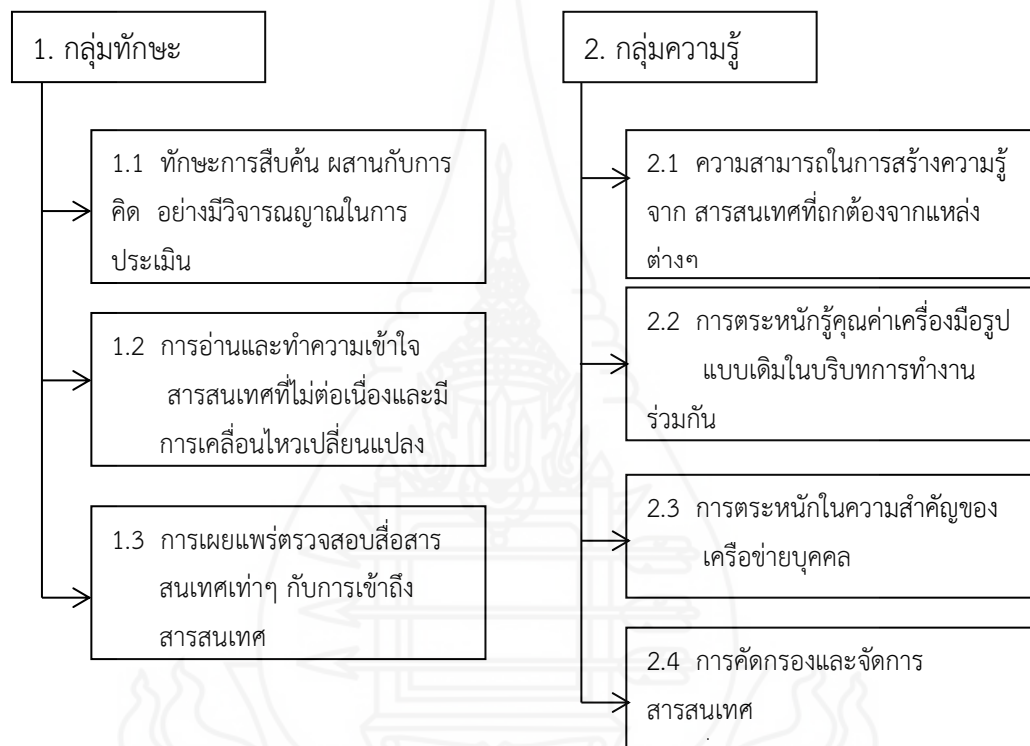 1. กลุ่มทักษะ
1.1 ทักษะการสืบค้น ผสานกับการ
คิด อย่างมีวิจารณญาณในการ
ประเมิน
1.2 การอ่านและทำความเข้าใจ
สารสนเทศที่ไม่ต่อเนื่องและมี
การเคลื่อนไหวเปลี่ยนแปลง
1.3 การเผยแพร่ตรวจสอบสื่อสาร
สนเทศเท่าๆ กับการเข้าถึง
สารสนเทศ
2. กลุ่มความรู้
2.1 ความสามารถในการสร้างความรู้
จาก สารสนเทศที่ถูกต้องจากแหล่ง
ต่างๆ
2.2 การตระหนักรู้คุณค่าเครื่องมือรูป
แบบเดิมในบริบทการทำงาน
ร่วมกัน
2.3 การตระหนักในความสำคัญของ
เครือข่ายบุคคล
2.4 การคัดกรองและจัดการ
สารสนเทศ